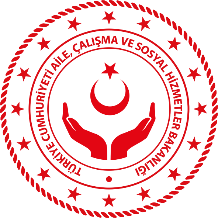 TÜRKİYE CUMHURİYETİ AİLE, ÇALIŞMA VE SOSYAL HİZMETLER BAKANLIĞI